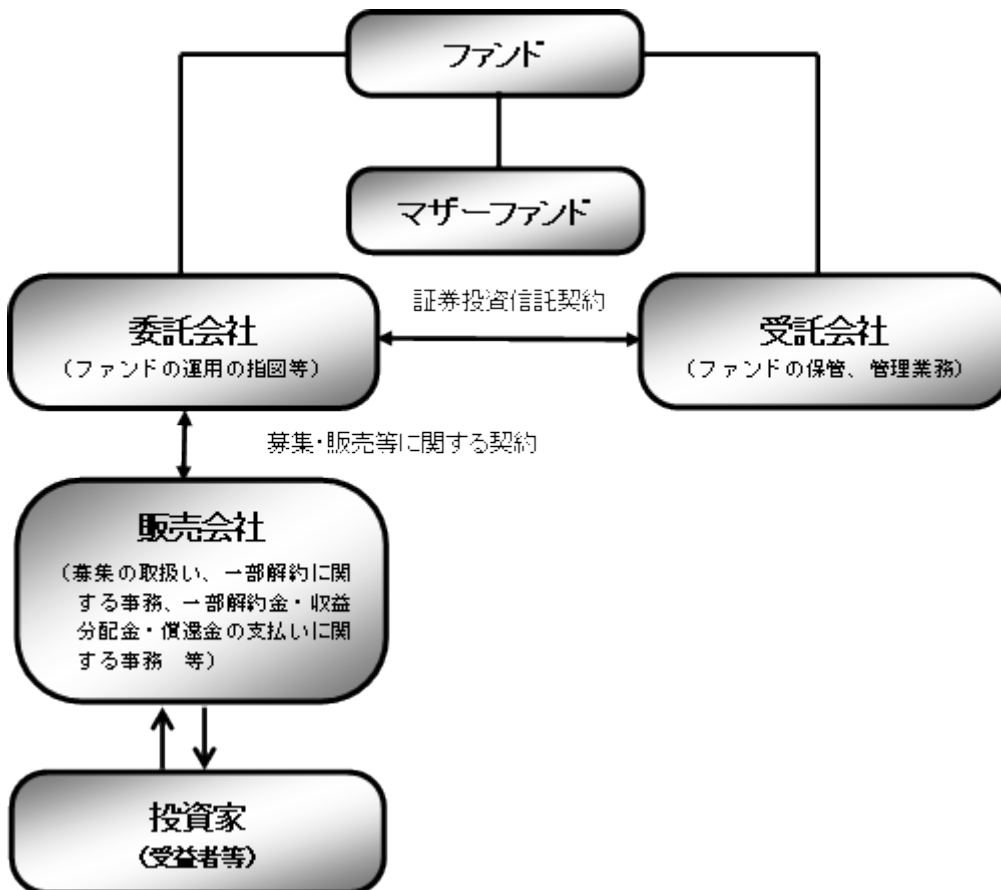 ファンド
マザーファンド
証券投資信託契約
委託会社
（ファンドの運用の指図等）
受託会社
（ファンドの保管、管理業務）
募集・販売等に関する契約
販売会社
（募集の取扱い、一部解約に関
する事務、一部解約金・収益
分配金・償還金の支払いに関
する事務　等）
投資家
（受益者等）